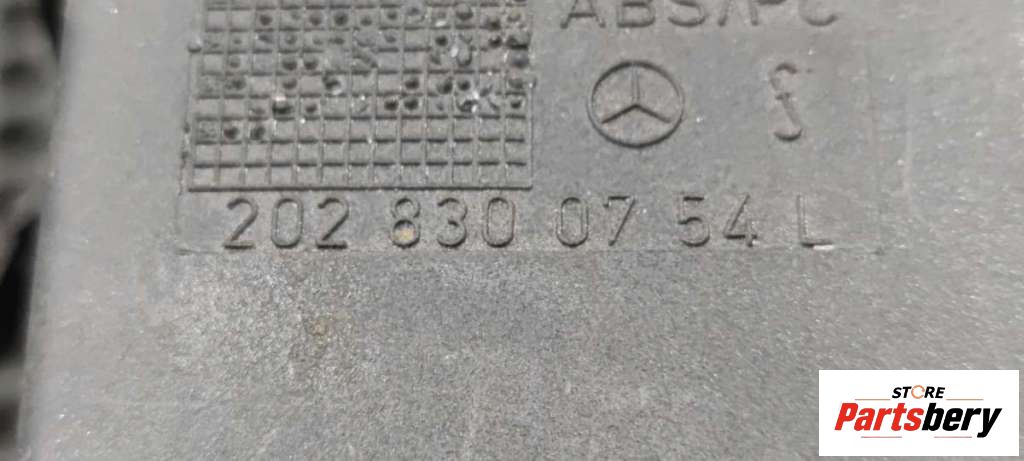 ABS/PC
202 830 07 54 L
STORE
Partsbery